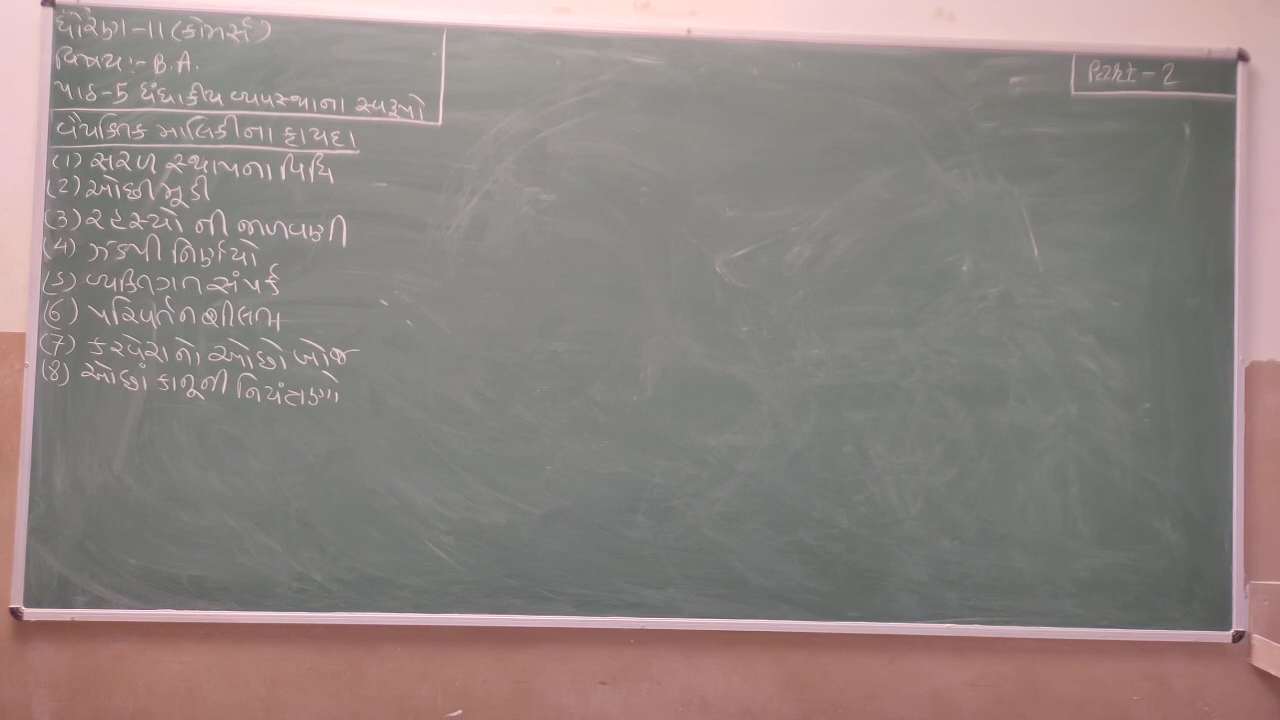 ધોરણ-11 (કોમર્સ)
Part-2
વિષય:- B.A.
પાઠ-5 ધંધાકીય વ્યવસ્થાના સ્વરૂપો
વૈયક્તિક માલિકીના ફાયદા
(1) સરળ સ્થાપના વિધિ
(2) ઓછી મૂડી
(3) રહસ્યો ની જાળવણી
(4) ઝડપી નિર્ણયો
(5) વ્યક્તિગત સંપર્ક
(6) પરિવર્તનશીલતા
(7) કરવેરાનો ઓછો બોજ
(8) ઓછાં કાનૂની નિયંત્રણો